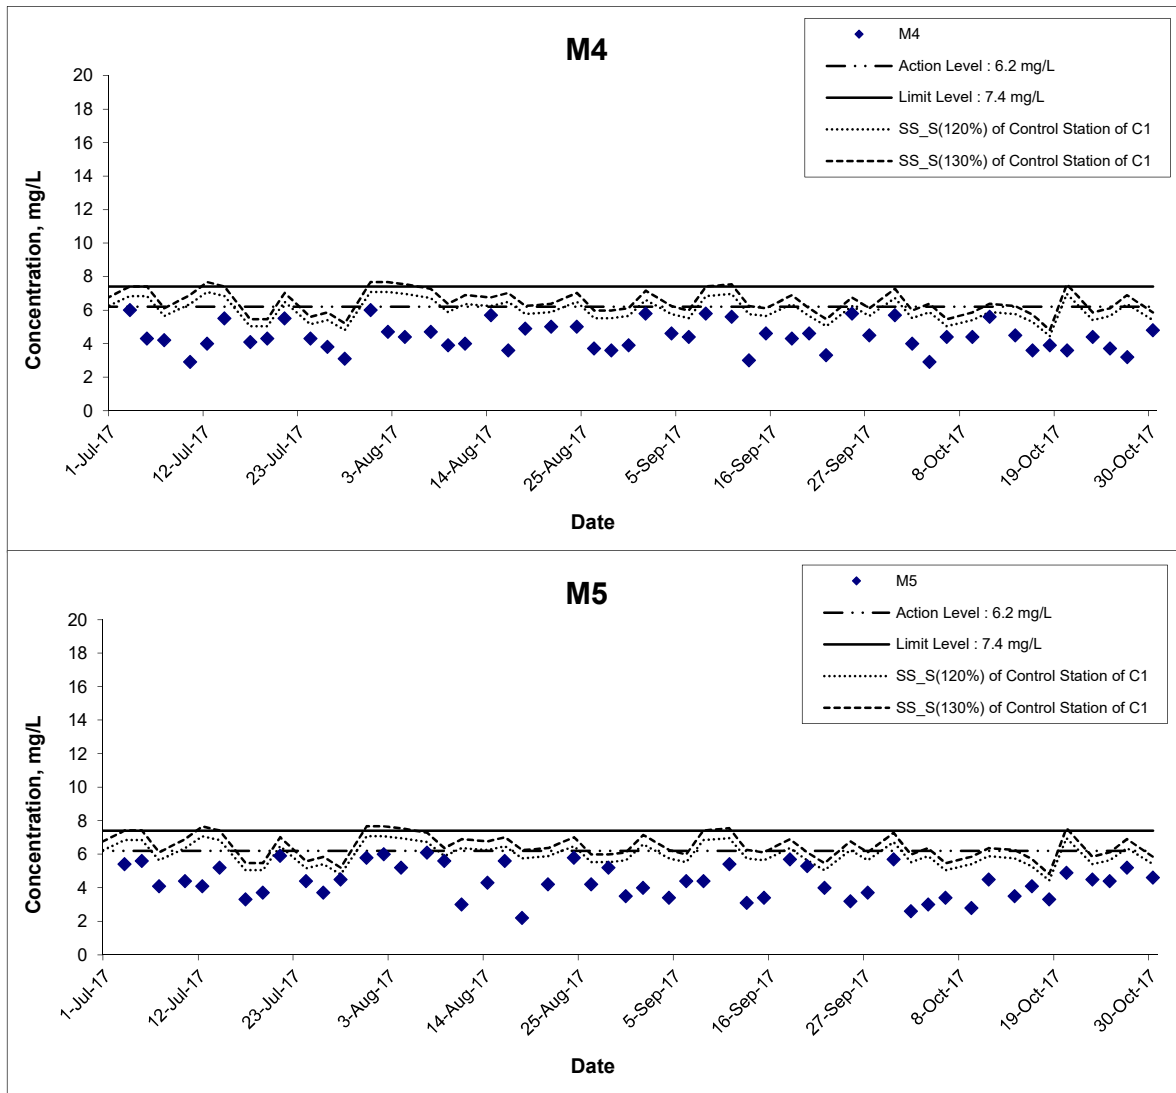 M4
M4
Action Level : 6.2 mg/L
Limit Level : 7.4 mg/L
SS_S(120%) of Control Station of C1
SS_S(130%) of Control Station of C1
Concentration, mg/L
20
18
16
14
12
10
8
6
4
2
0
1-Jul-17
12-Jul-17
23-Jul-17
3-Aug-17
14-Aug-17
25-Aug-17
5-Sep-17
16-Sep-17
27-Sep-17
8-Oct-17
19-Oct-17
30-Oct-17
Date
M5
M5
Action Level : 6.2 mg/L
Limit Level : 7.4 mg/L
SS_S(120%) of Control Station of C1
SS_S(130%) of Control Station of C1
Concentration, mg/L
20
18
16
14
12
10
8
6
4
2
0
1-Jul-17
12-Jul-17
23-Jul-17
3-Aug-17
14-Aug-17
25-Aug-17
5-Sep-17
16-Sep-17
27-Sep-17
8-Oct-17
19-Oct-17
30-Oct-17
Date